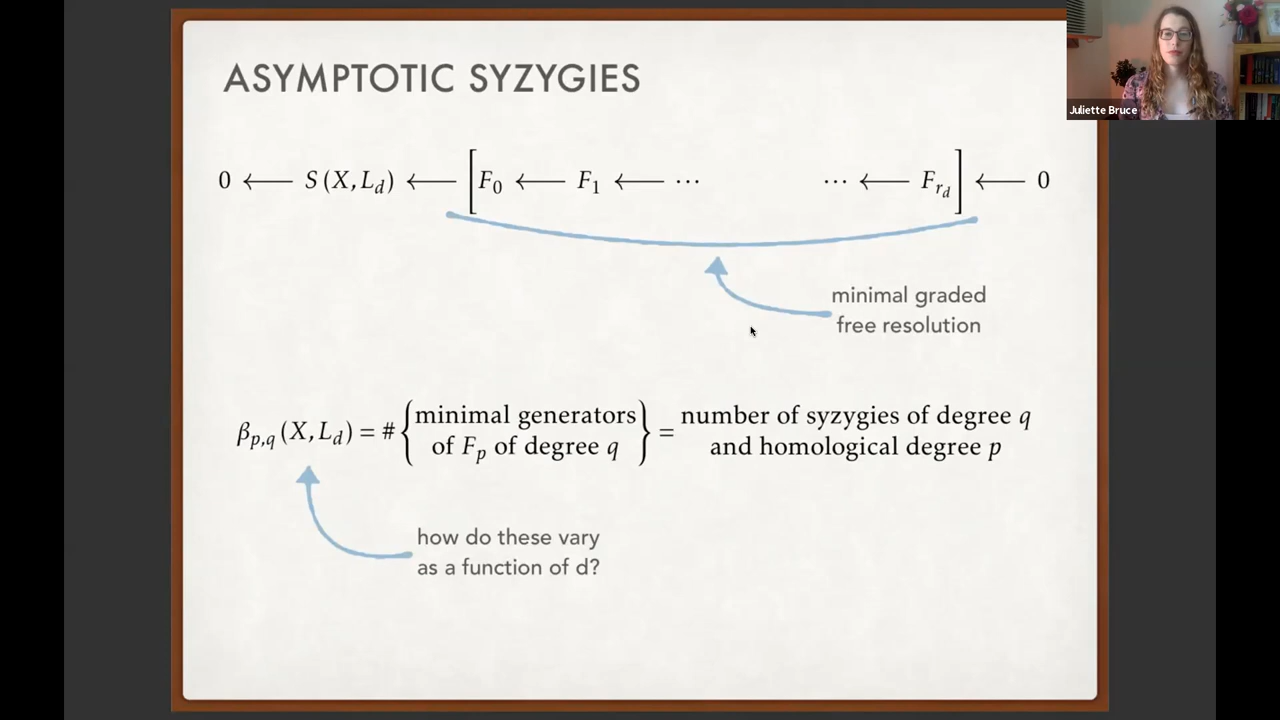 ASYMPTOTIC SYZYGIES
Juliette Bruce
0 ⟵ S(X, L_d) ⟵ [F_0 ⟵ F_1 ⟵ ⋯ ⋯ ⟵ F_{r_d}] ⟵ 0
minimal graded
free resolution
β_{p,q}(X, L_d) = # {minimal generators of F_p of degree q} = number of syzygies of degree q and homological degree p
how do these vary
as a function of d?